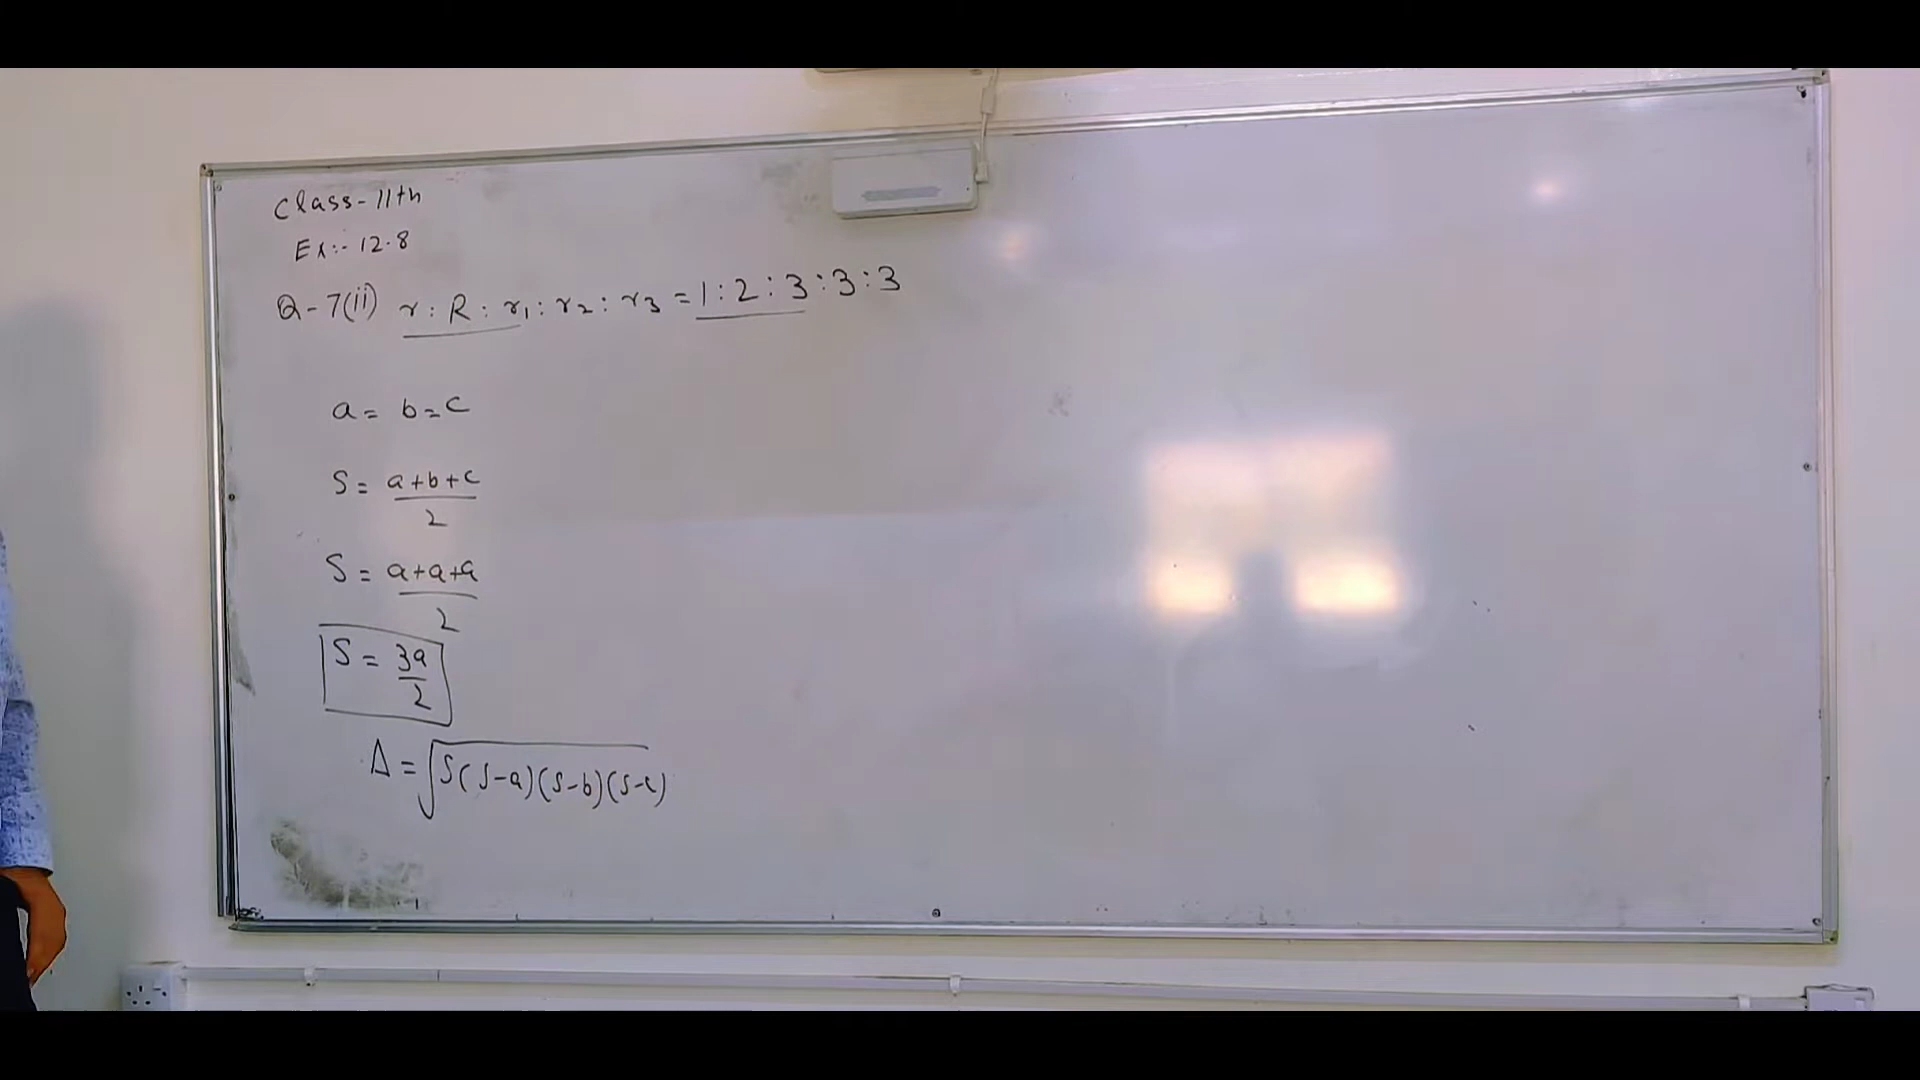 Class-11th
Ex:-12.8
Q-7(ii) r : R : r₁ : r₂ : r₃ = 1 : 2 : 3 : 3 : 3
a = b = c
S = a+b+c
2
S = a+a+a
2
S = 3a
2
Δ = √S(S-a)(S-b)(S-c)